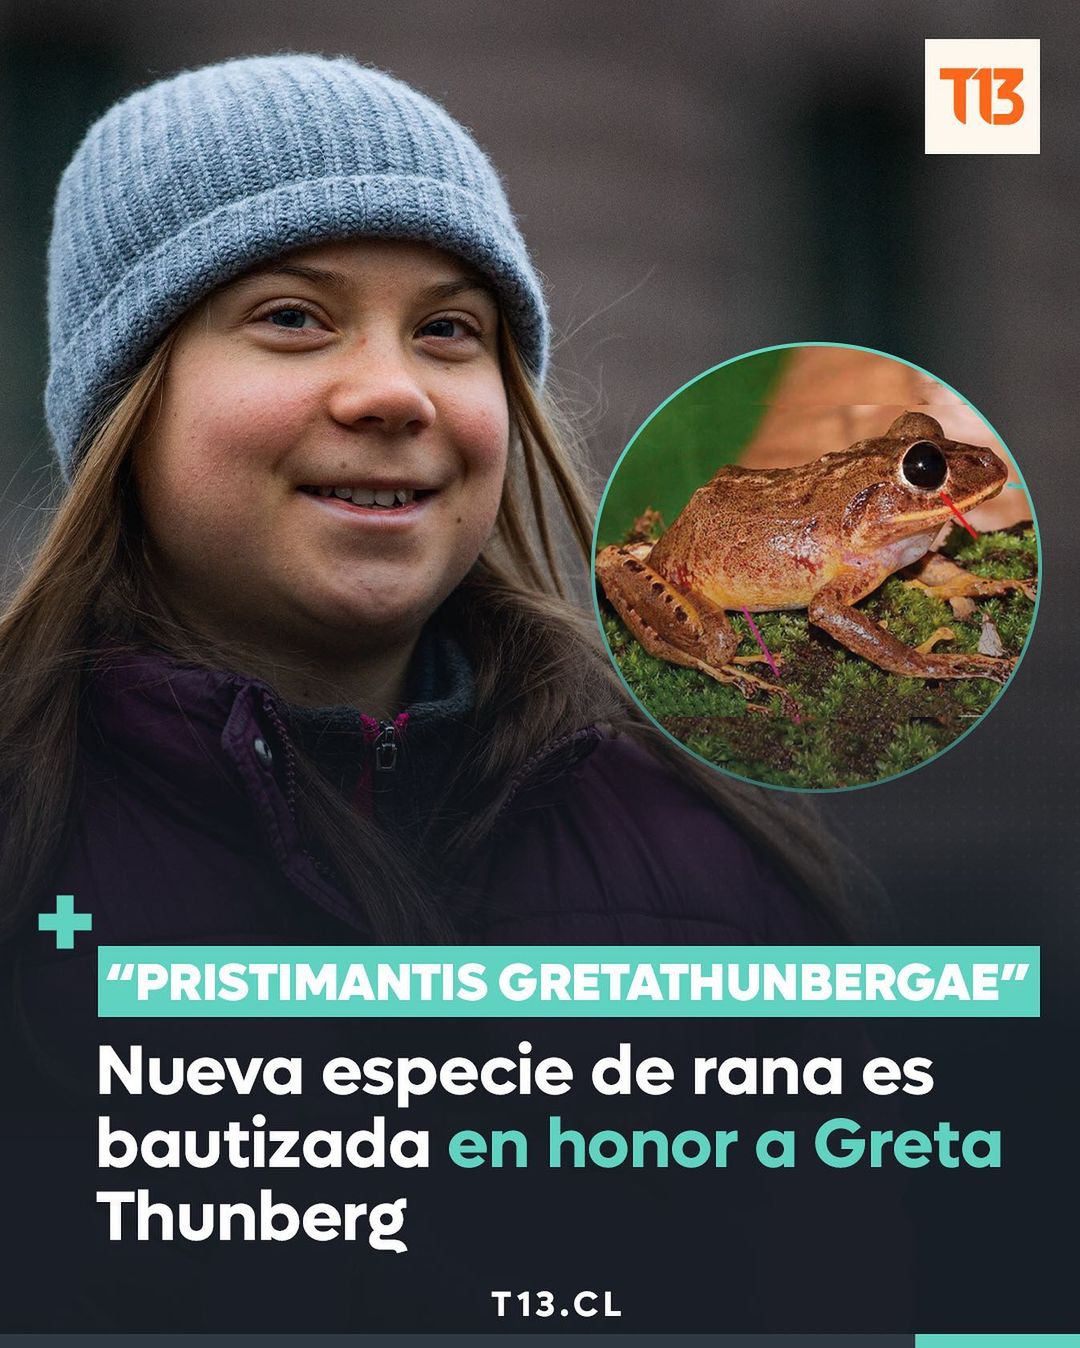 T13
“PRISTIMANTIS GRETATHUNBERGAE”
Nueva especie de rana es
bautizada en honor a Greta
Thunberg
T13.CL